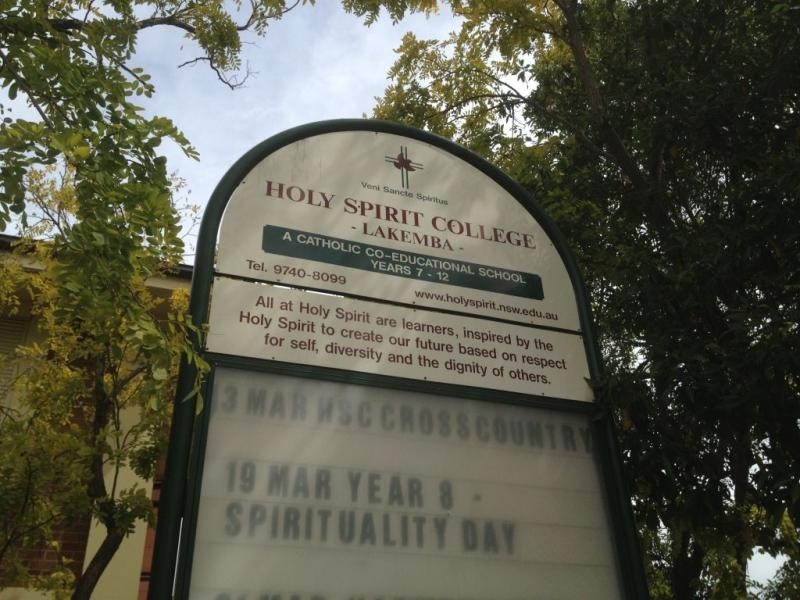 Veni Sancte Spiritus
HOLY SPIRIT COLLEGE
- LAKEMBA -
A CATHOLIC CO-EDUCATIONAL SCHOOL
YEARS 7 - 12
Tel. 9740-8099
www.holyspirit.nsw.edu.au
All at Holy Spirit are learners, inspired by the
Holy Spirit to create our future based on respect
for self, diversity and the dignity of others.
MAR HSC CROSS COUNTRY
19 MAR YEAR 8 -
SPIRITUALITY DAY